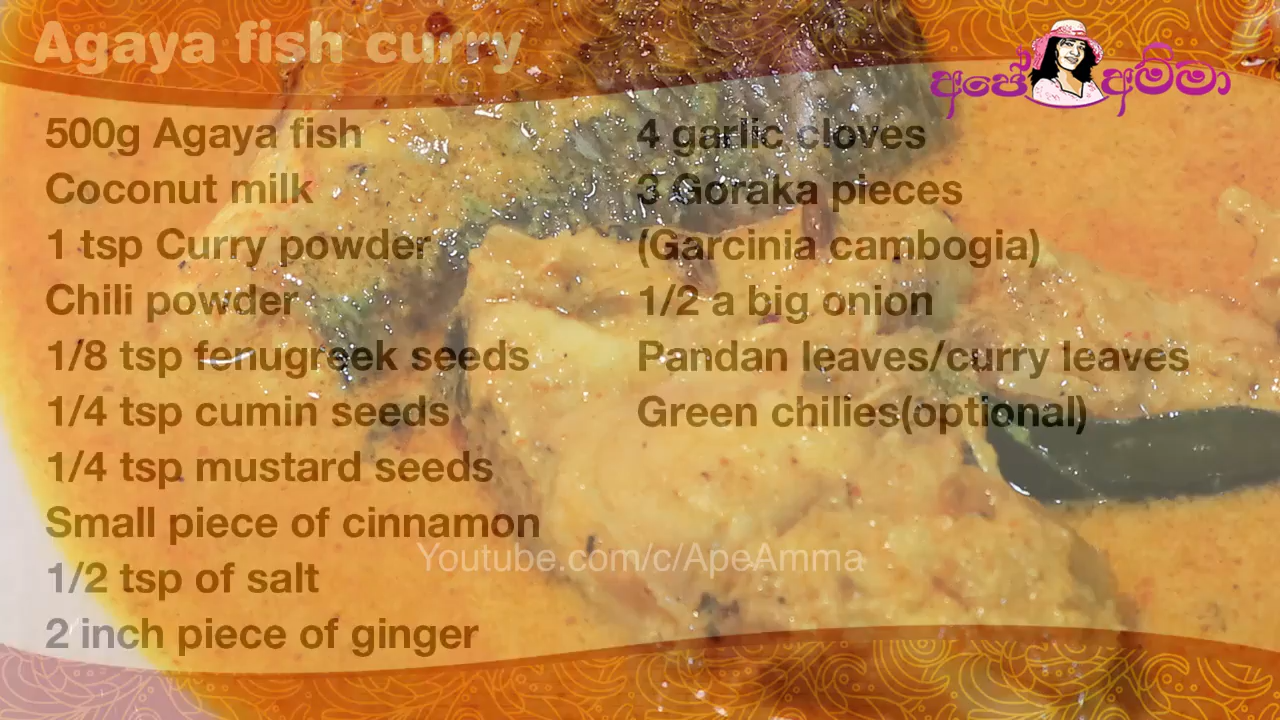 Agaya fish curry
අපේ අම්මා
500g Agaya fish
Coconut milk
1 tsp Curry powder
Chili powder
1/8 tsp fenugreek seeds
1/4 tsp cumin seeds
1/4 tsp mustard seeds
Small piece of cinnamon
1/2 tsp of salt
2 inch piece of ginger
4 garlic cloves
3 Goraka pieces
(Garcinia cambogia)
1/2 a big onion
Pandan leaves/curry leaves
Green chilies(optional)
Youtube.com/c/ApeAmma